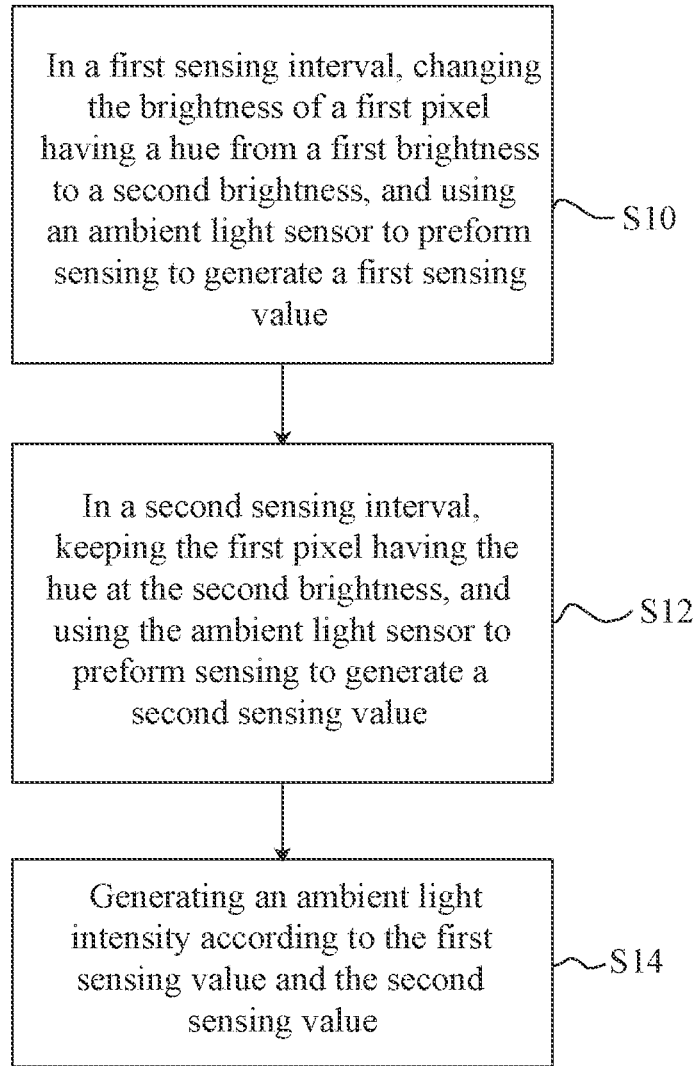 In a first sensing interval, changing
the brightness of a first pixel
having a hue from a first brightness
to a second brightness, and using
an ambient light sensor to preform
sensing to generate a first sensing
value
S10
In a second sensing interval,
keeping the first pixel having the
hue at the second brightness, and
using the ambient light sensor to
preform sensing to generate a
second sensing value
S12
Generating an ambient light
intensity according to the first
sensing value and the second
sensing value
S14